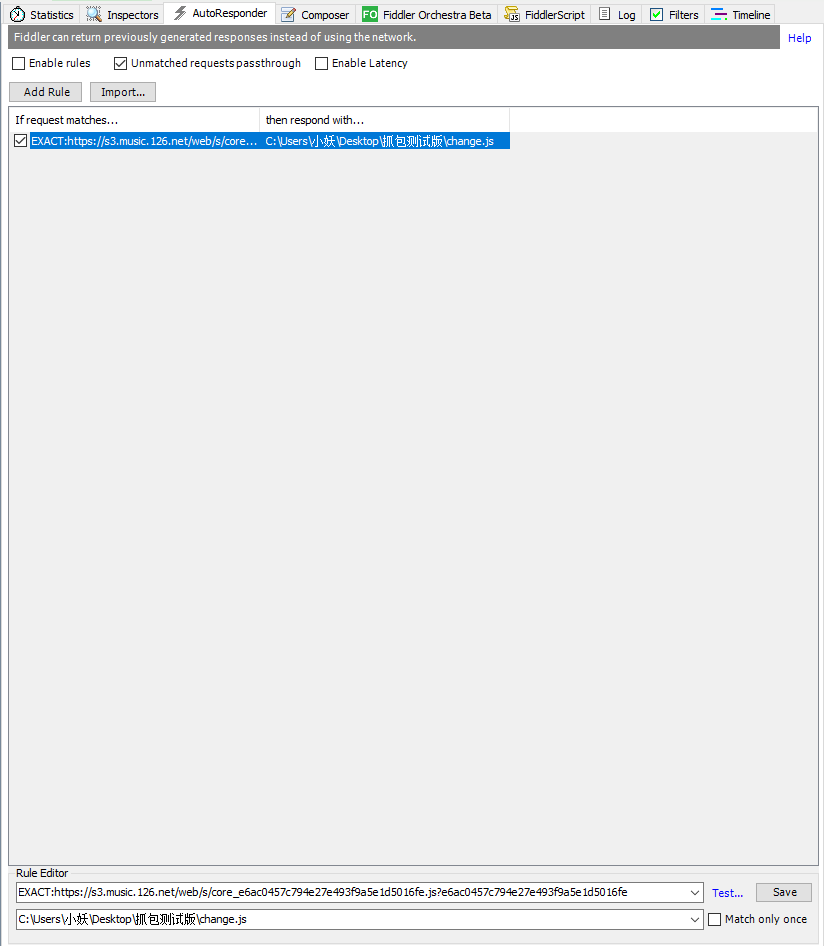 Statistics Inspectors AutoResponder Composer FO Fiddler Orchestra Beta JS FiddlerScript Log Filters Timeline
Fiddler can return previously generated responses instead of using the network. Help
Enable rules Unmatched requests passthrough Enable Latency
Add Rule Import...
If request matches... then respond with...
EXACT:https://s3.music.126.net/web/s/core... C:\Users\小妖\Desktop\抓包测试版\change.js
Rule Editor
EXACT:https://s3.music.126.net/web/s/core_e6ac0457c794e27e493f9a5e1d5016fe.js?e6ac0457c794e27e493f9a5e1d5016fe Test... Save
C:\Users\小妖\Desktop\抓包测试版\change.js Match only once